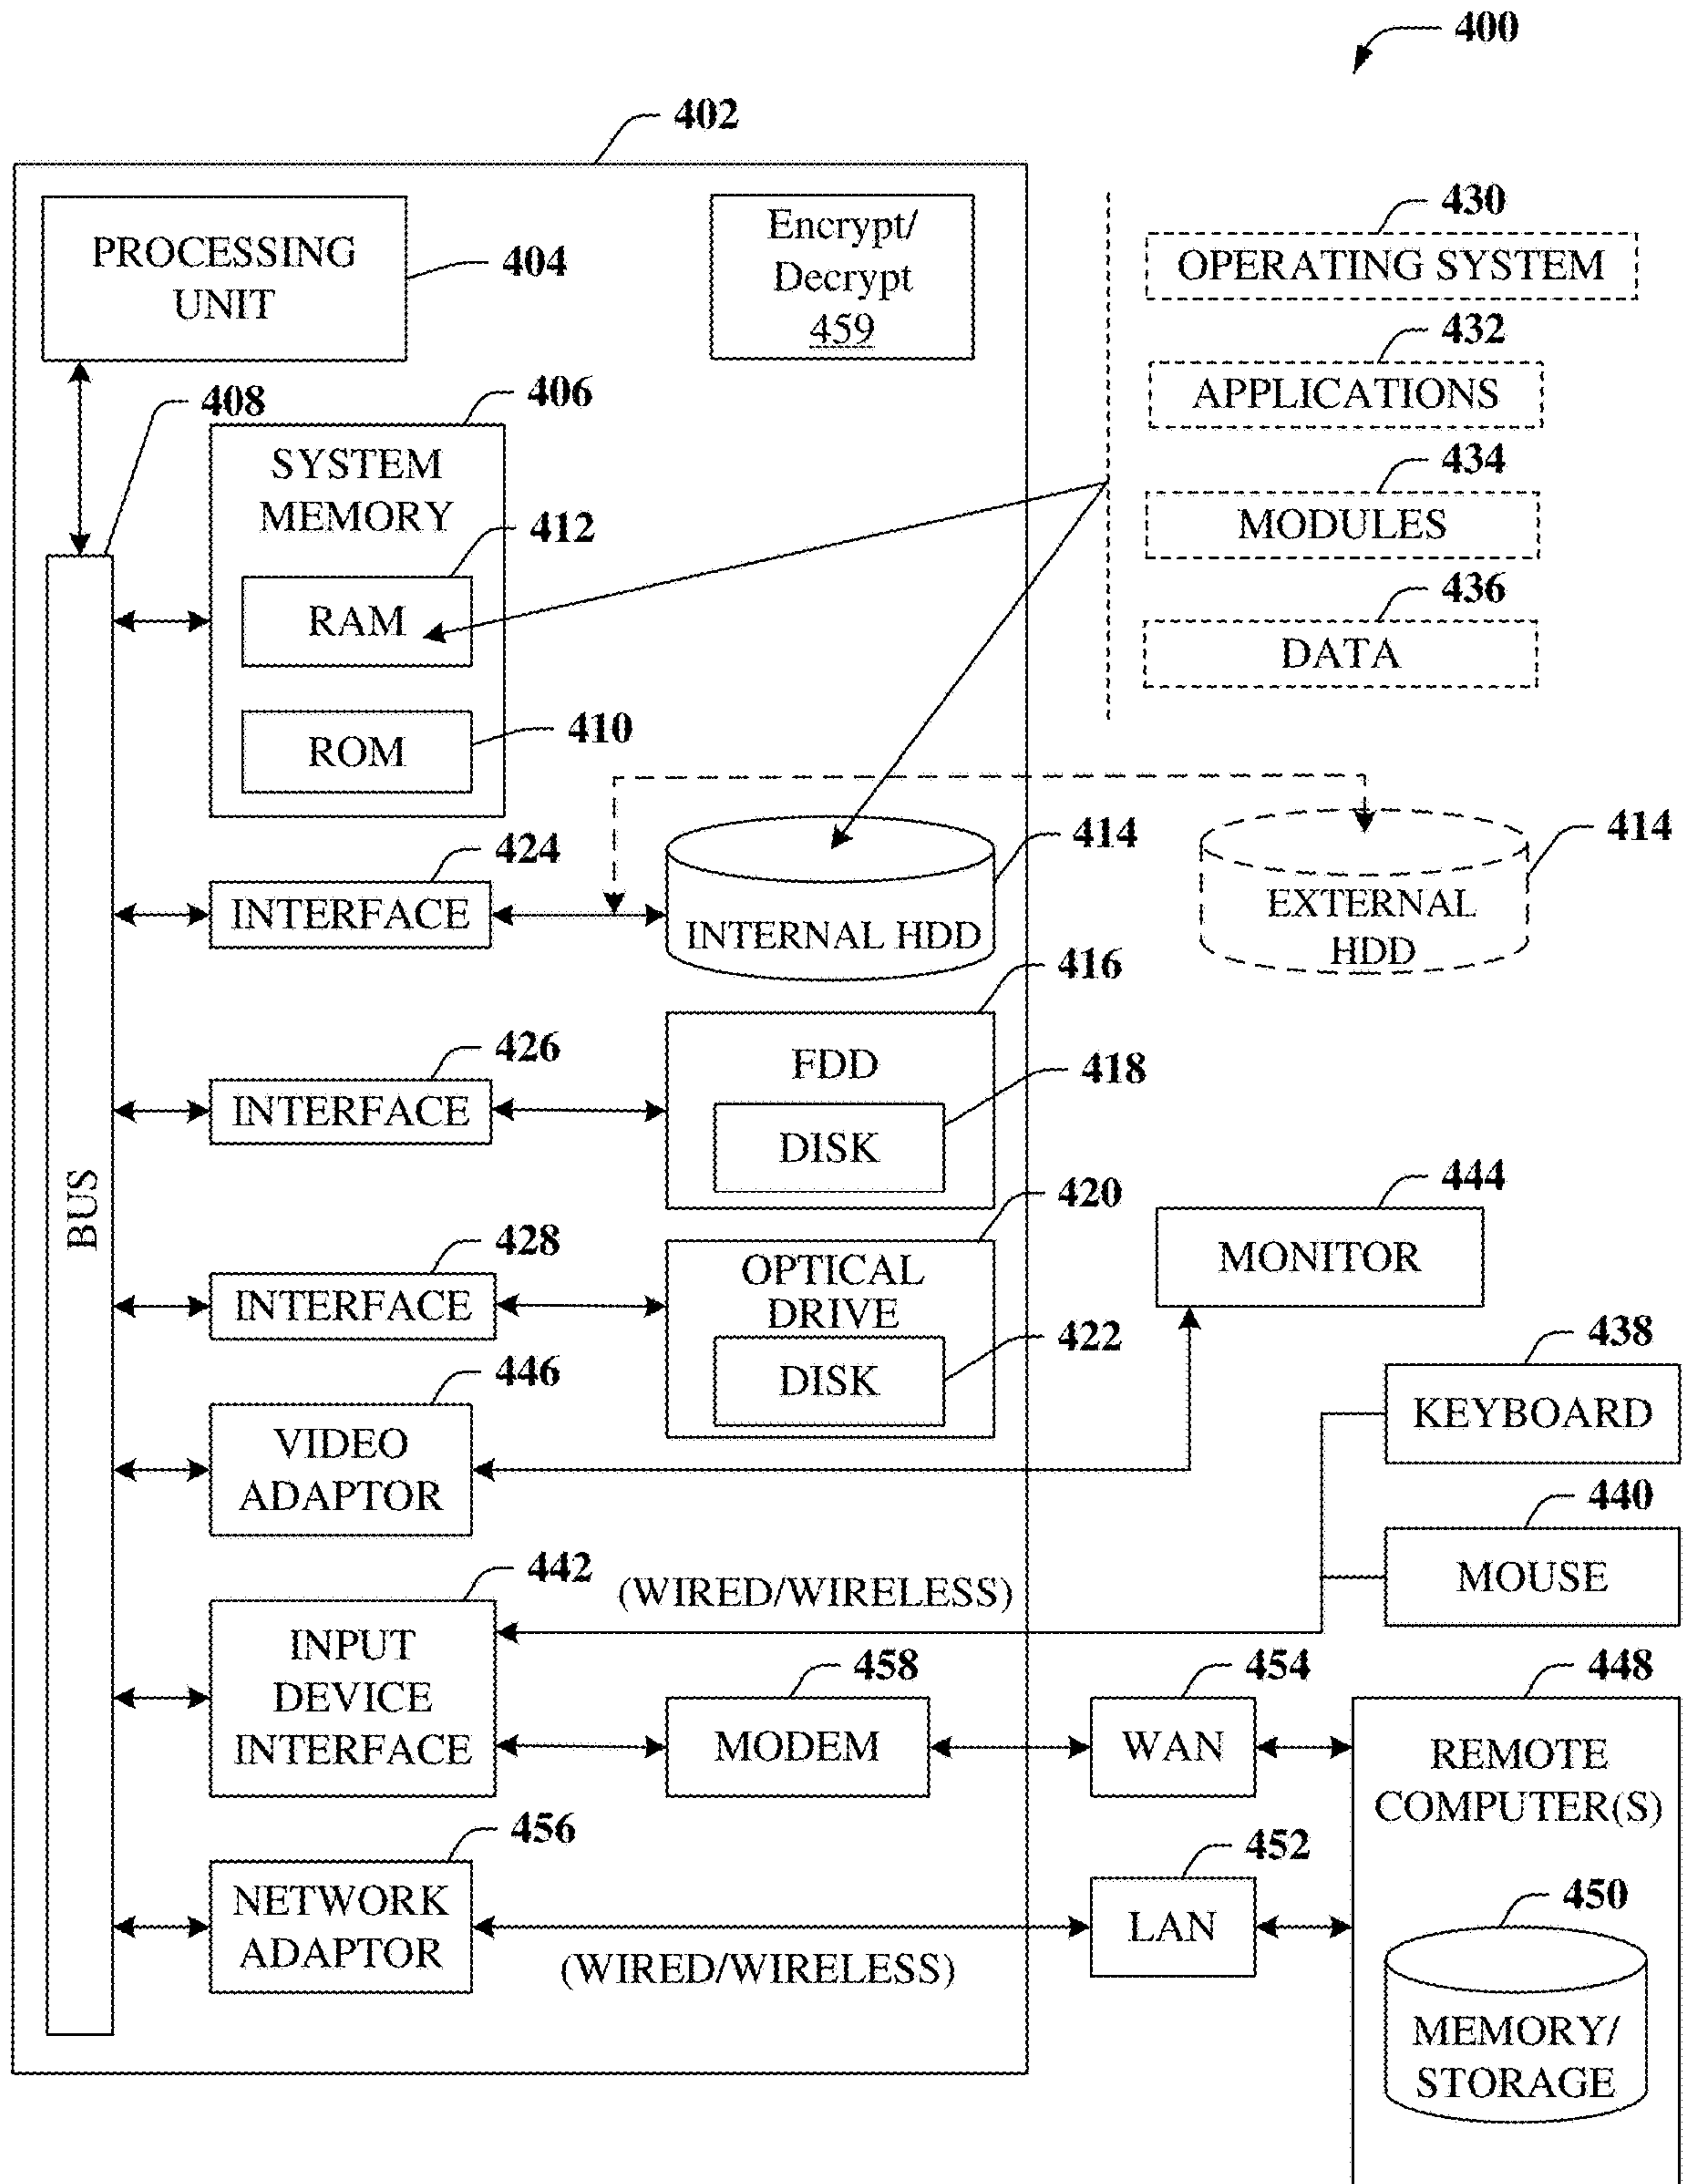 400
402
PROCESSING
UNIT
404
Encrypt/
Decrypt
459
430
OPERATING SYSTEM
432
APPLICATIONS
434
MODULES
436
DATA
408
406
SYSTEM
MEMORY
412
RAM
410
ROM
BUS
424
INTERFACE
414
INTERNAL HDD
414
EXTERNAL
HDD
426
INTERFACE
416
FDD
418
DISK
428
INTERFACE
420
OPTICAL
DRIVE
422
DISK
444
MONITOR
446
VIDEO
ADAPTOR
438
KEYBOARD
440
MOUSE
442
(WIRED/WIRELESS)
INPUT
DEVICE
INTERFACE
458
MODEM
454
WAN
448
REMOTE
COMPUTER(S)
456
NETWORK
ADAPTOR
(WIRED/WIRELESS)
452
LAN
450
MEMORY/
STORAGE